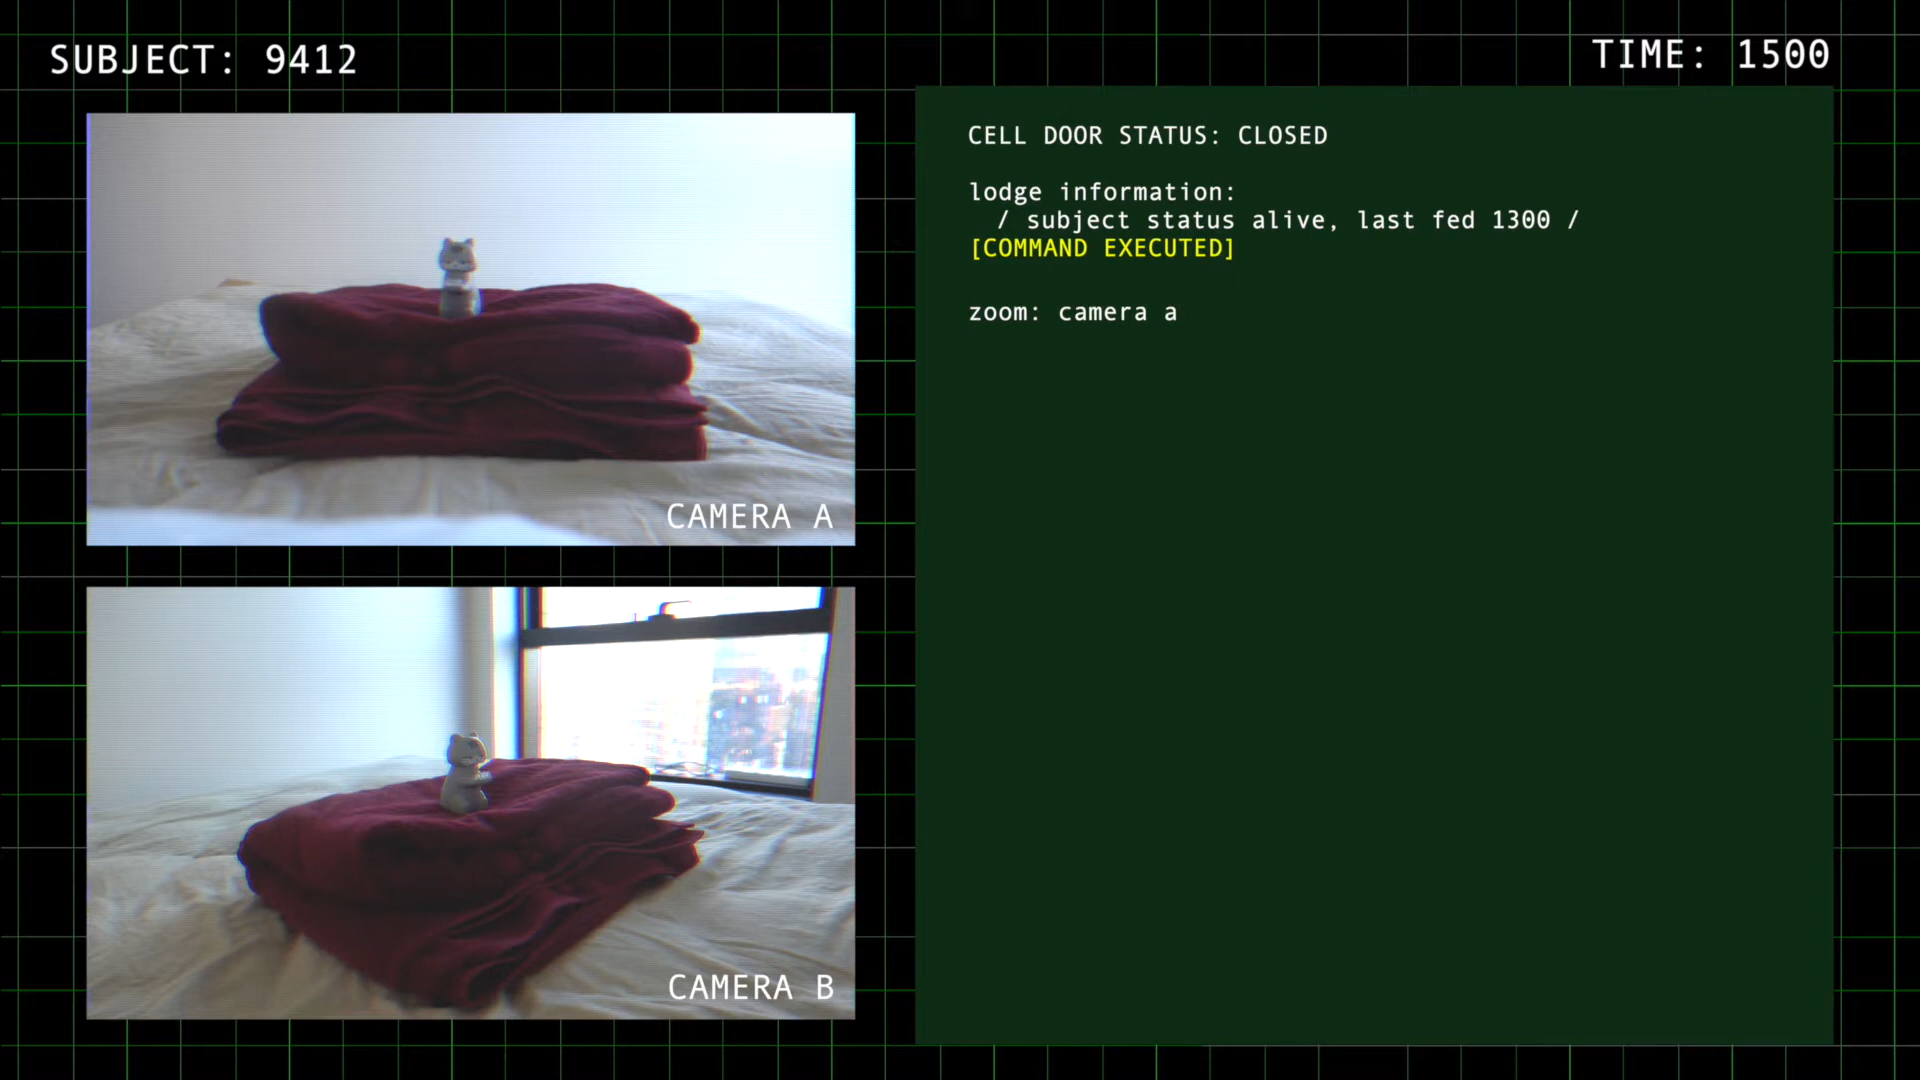 SUBJECT: 9412
TIME: 1500
CELL DOOR STATUS: CLOSED
lodge information:
/ subject status alive, last fed 1300 /
[COMMAND EXECUTED]
zoom: camera a
CAMERA A
CAMERA B